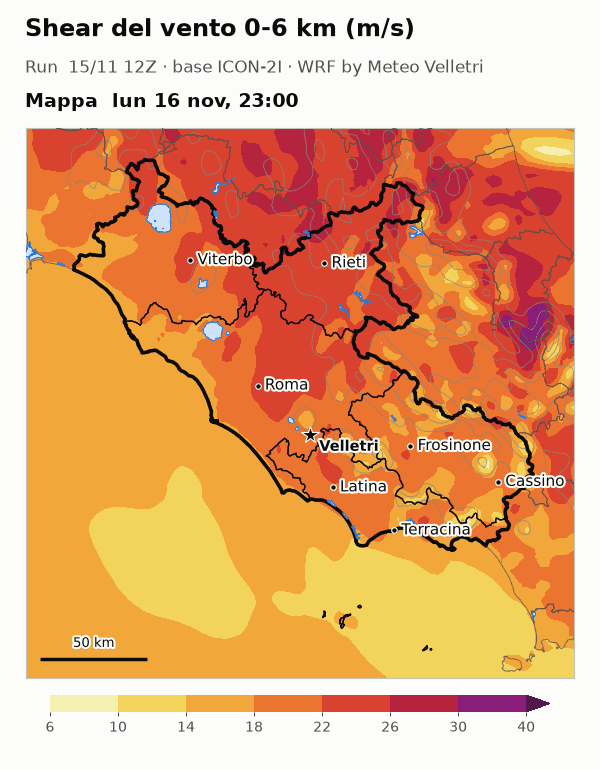 Shear del vento 0-6 km (m/s)
Run  15/11 12Z · base ICON-2I · WRF by Meteo Velletri
Mappa  lun 16 nov, 23:00
Viterbo
Rieti
Roma
Velletri
Frosinone
Cassino
Latina
Terracina
50 km
6 10 14 18 22 26 30 40